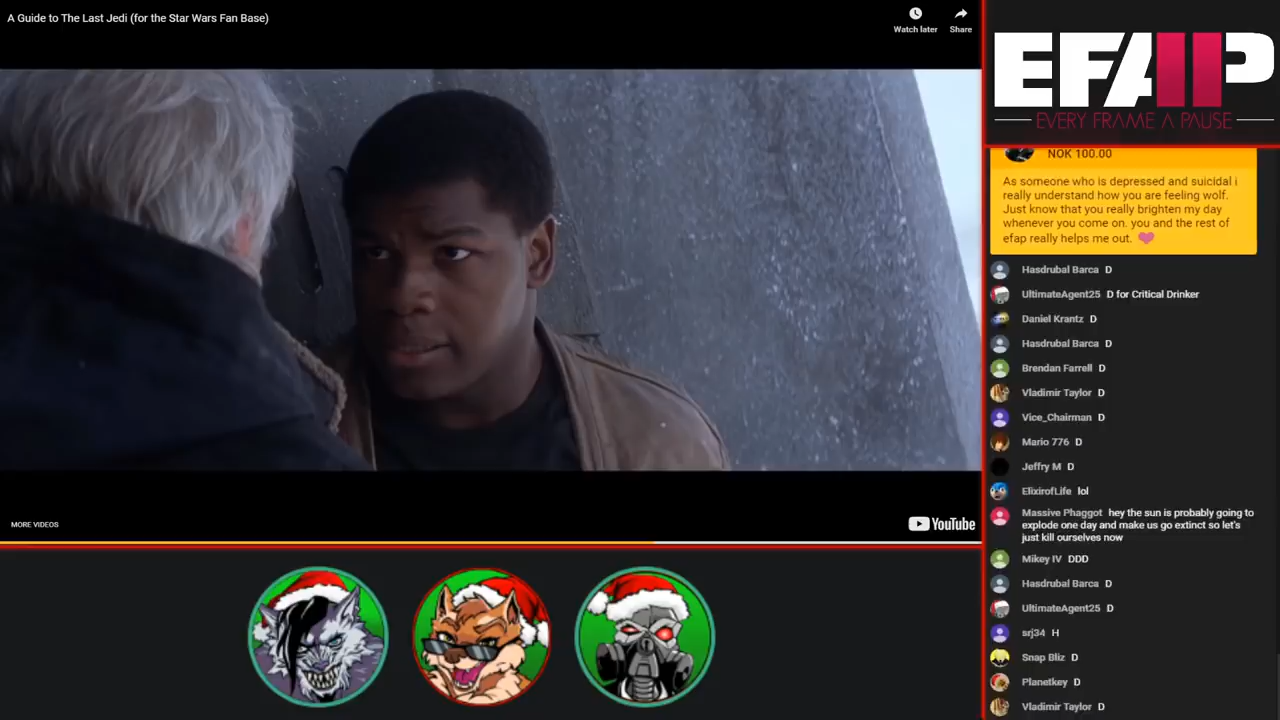 A Guide to The Last Jedi (for the Star Wars Fan Base)
Watch later
Share
MORE VIDEOS
YouTube
EFAP
EVERY FRAME A PAUSE
NOK 100.00
As someone who is depressed and suicidal i
really understand how you are feeling wolf.
Just know that you really brighten my day
whenever you come on. you and the rest of
efap really helps me out.
Hasdrubal Barca D
UltimateAgent25 D for Critical Drinker
Daniel Krantz D
Hasdrubal Barca D
Brendan Farrell D
Vladimir Taylor D
Vice_Chairman D
Mario 776 D
Jeffry M D
ElixirofLife lol
Massive Phaggot hey the sun is probably going to
explode one day and make us go extinct so let's
just kill ourselves now
Mikey IV DDD
Hasdrubal Barca D
UltimateAgent25 D
srj34 H
Snap Bliz D
Planetkey D
Vladimir Taylor D